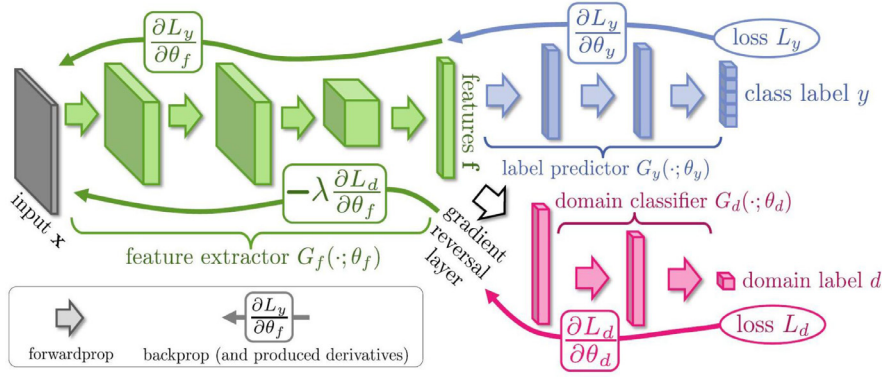 ∂L_y/∂θ_f
∂L_y/∂θ_y
loss L_y
class label y
features f
label predictor G_y(·;θ_y)
−λ ∂L_d/∂θ_f
input x
feature extractor G_f(·;θ_f)
gradient
reversal
layer
domain classifier G_d(·;θ_d)
domain label d
∂L_d/∂θ_d
loss L_d
∂L_y/∂θ_f
forwardprop
backprop (and produced derivatives)